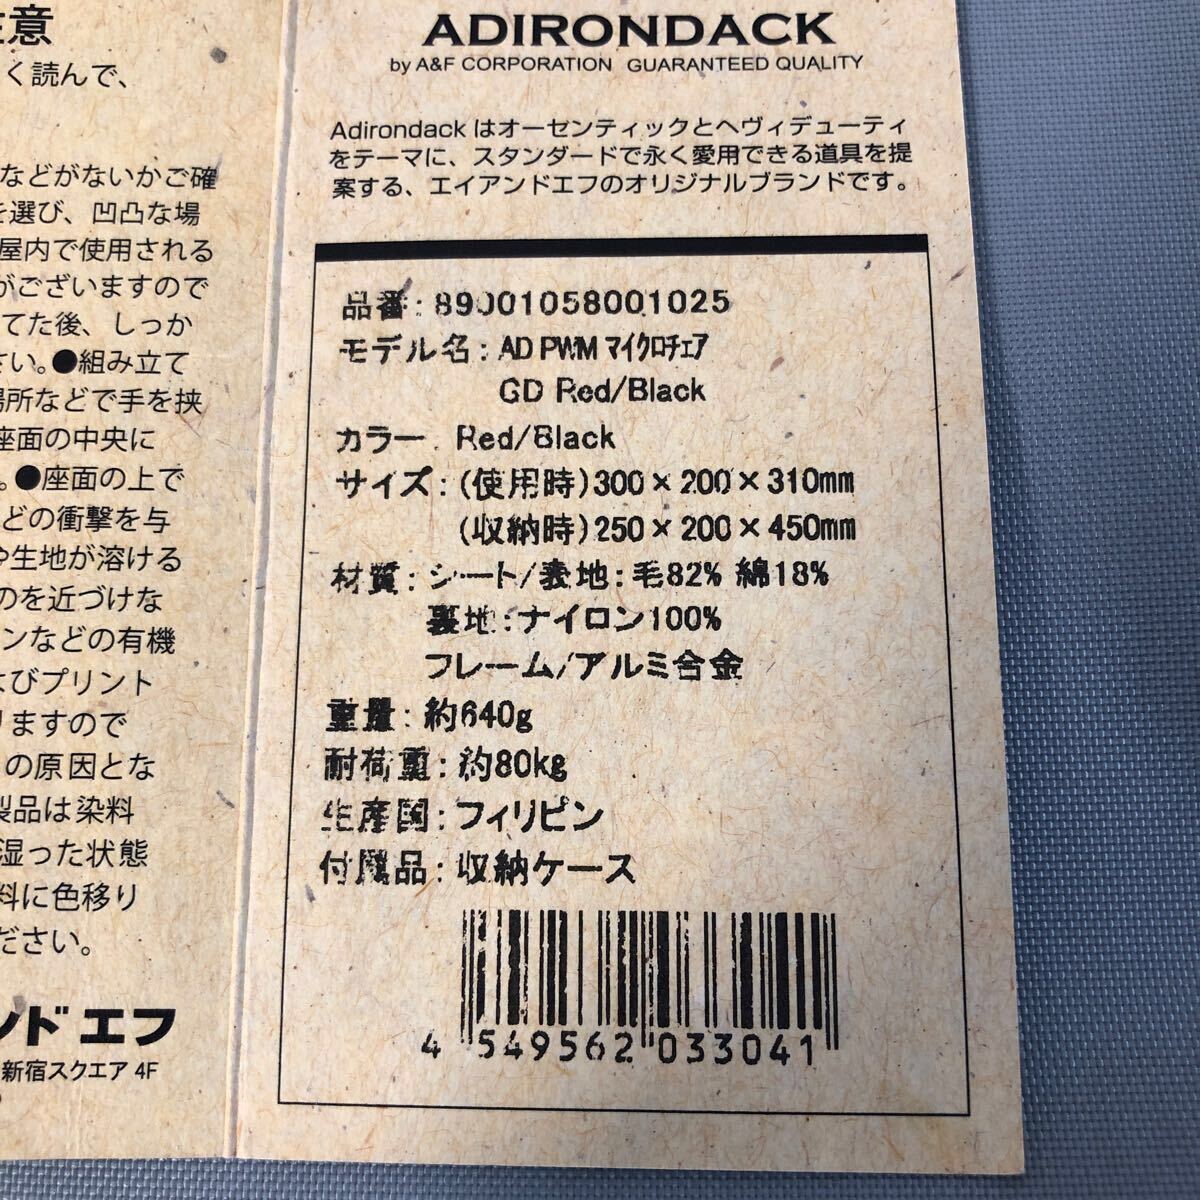 注意
く読んで、
などがないかご確
を選び、凹凸な場
屋内で使用される
がございますので
てた後、しっか
さい。●組み立て
場所などで手を挟
座面の中央に
。●座面の上で
どの衝撃を与
や生地が溶ける
のを近づけな
ンなどの有機
よびプリント
りますので
の原因とな
製品は染料
湿った状態
料に色移り
ださい。
ンド エフ
新宿スクエア 4F
ADIRONDACK
by A&F CORPORATION GUARANTEED QUALITY
Adirondack はオーセンティックとヘヴィデューティ
をテーマに、スタンダードで永く愛用できる道具を提
案する、エイアンドエフのオリジナルブランドです。
品番：89001058001025
モデル名：AD PWM マイクロチェア
GD Red/Black
カラー：Red/Black
サイズ：(使用時)300×200×310mm
(収納時)250×200×450mm
材質：シート/表地：毛82% 綿18%
裏地：ナイロン100%
フレーム/アルミ合金
重量：約640g
耐荷重：約80kg
生産国：フィリピン
付属品：収納ケース
4 549562 033041